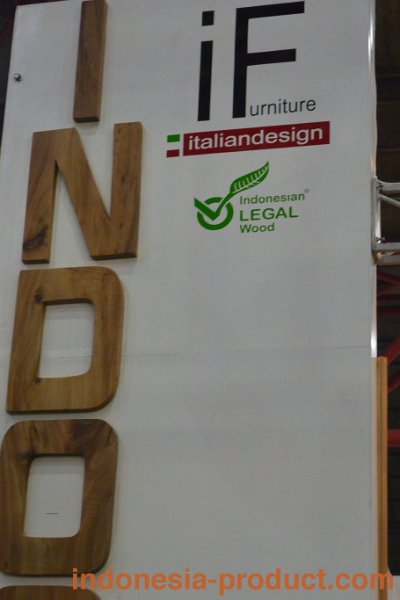 I
N
D
O
iF
urniture
italiandesign
Indonesian®
LEGAL
Wood
indonesia-product.com